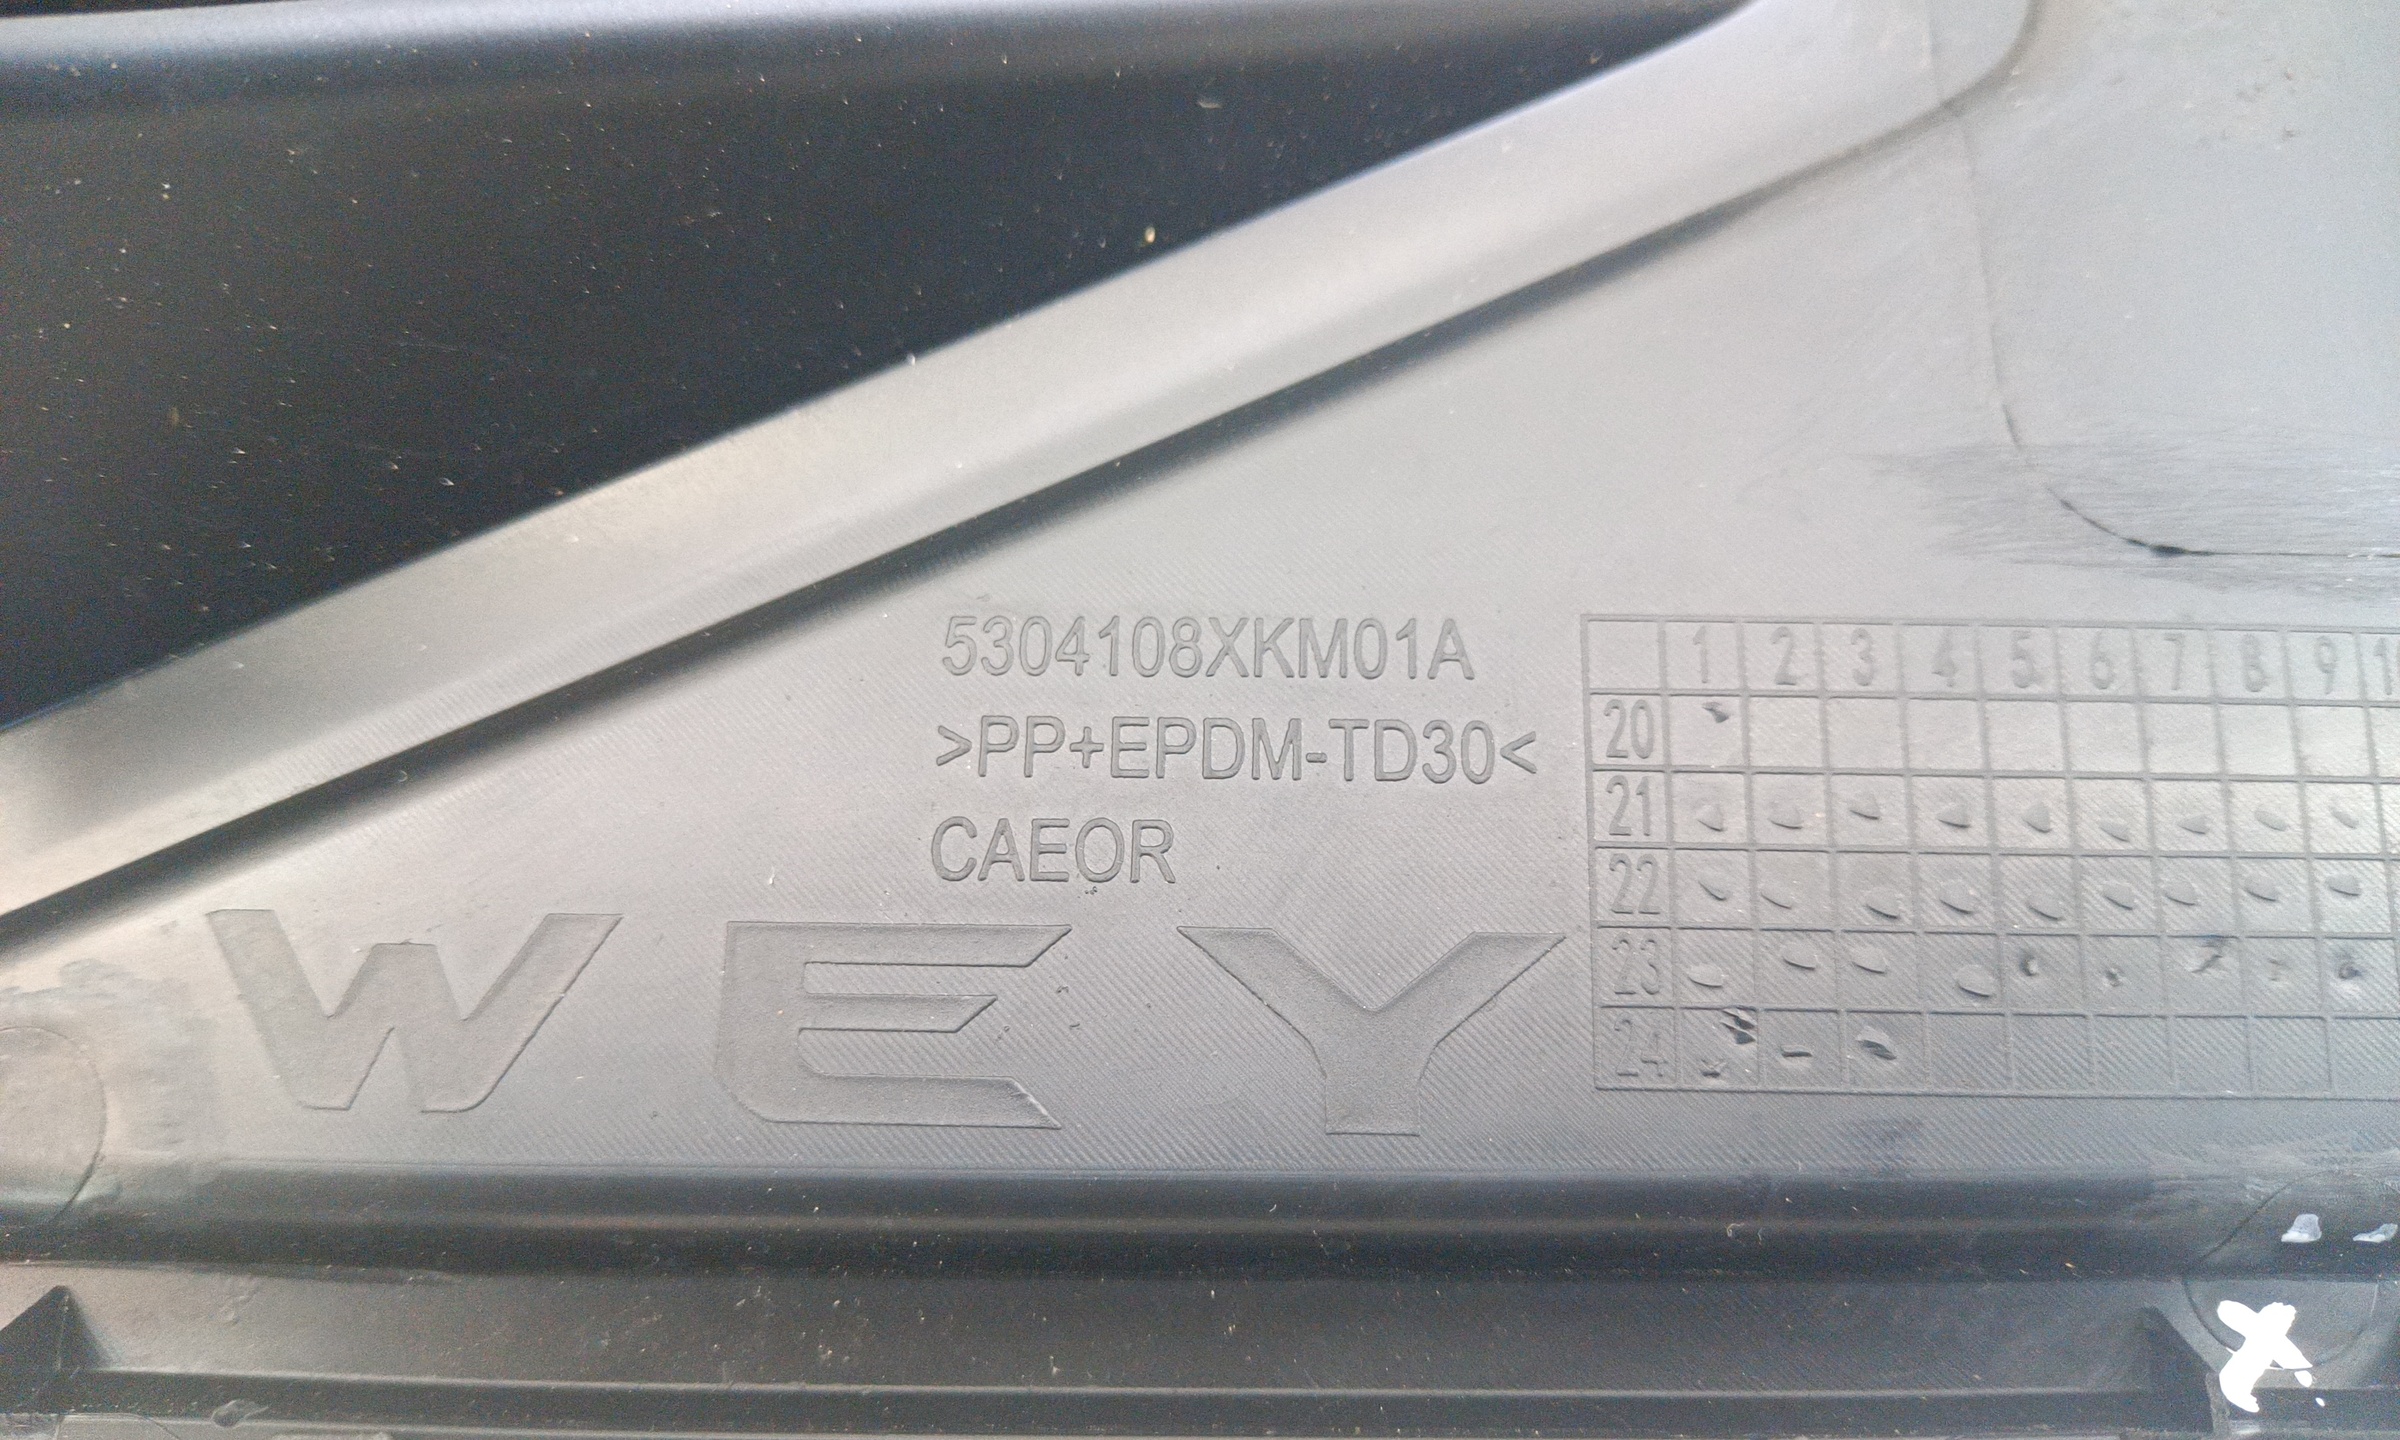 5304108XKM01A
>PP+EPDM-TD30<
CAEOR
WEY
1 2 3 4 5 6 7 8 9
20
21
22
23
24
X